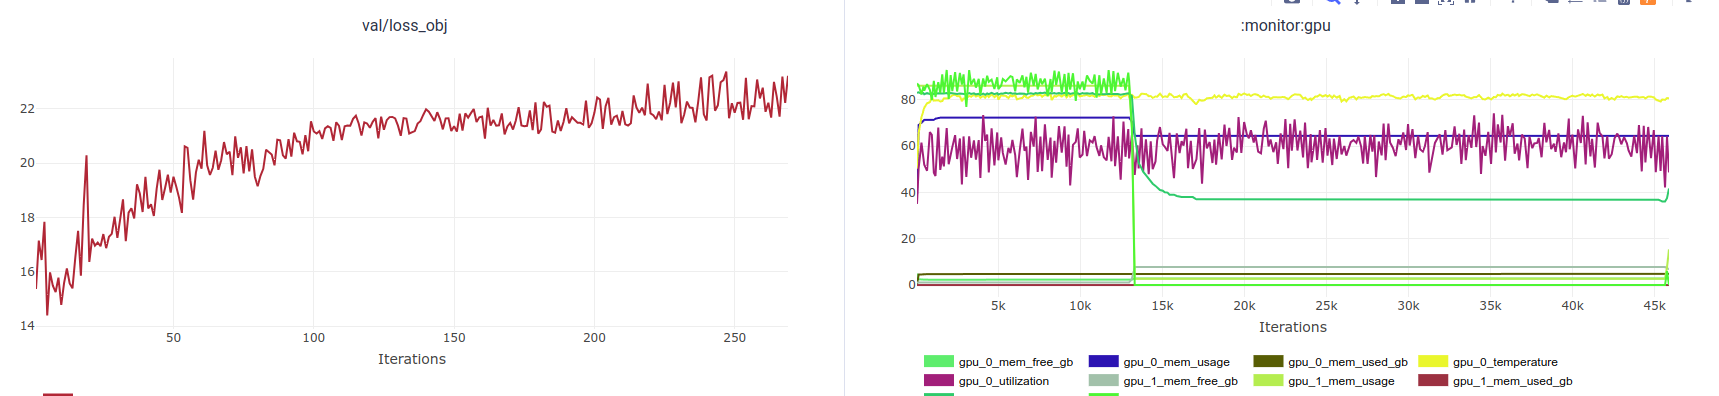 val/loss_obj
22
20
18
16
14
50 100 150 200 250
Iterations
:monitor:gpu
80
60
40
20
0
5k 10k 15k 20k 25k 30k 35k 40k 45k
Iterations
gpu_0_mem_free_gb gpu_0_mem_usage gpu_0_mem_used_gb gpu_0_temperature
gpu_0_utilization gpu_1_mem_free_gb gpu_1_mem_usage gpu_1_mem_used_gb